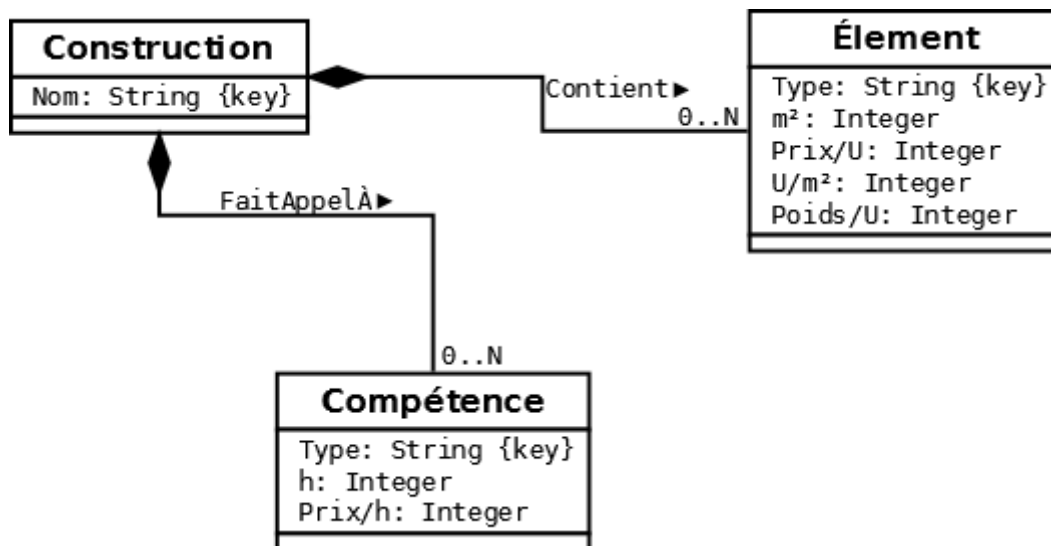 Construction
Nom: String {key}
Contient►
0..N
Élement
Type: String {key}
m²: Integer
Prix/U: Integer
U/m²: Integer
Poids/U: Integer
FaitAppelÀ►
0..N
Compétence
Type: String {key}
h: Integer
Prix/h: Integer